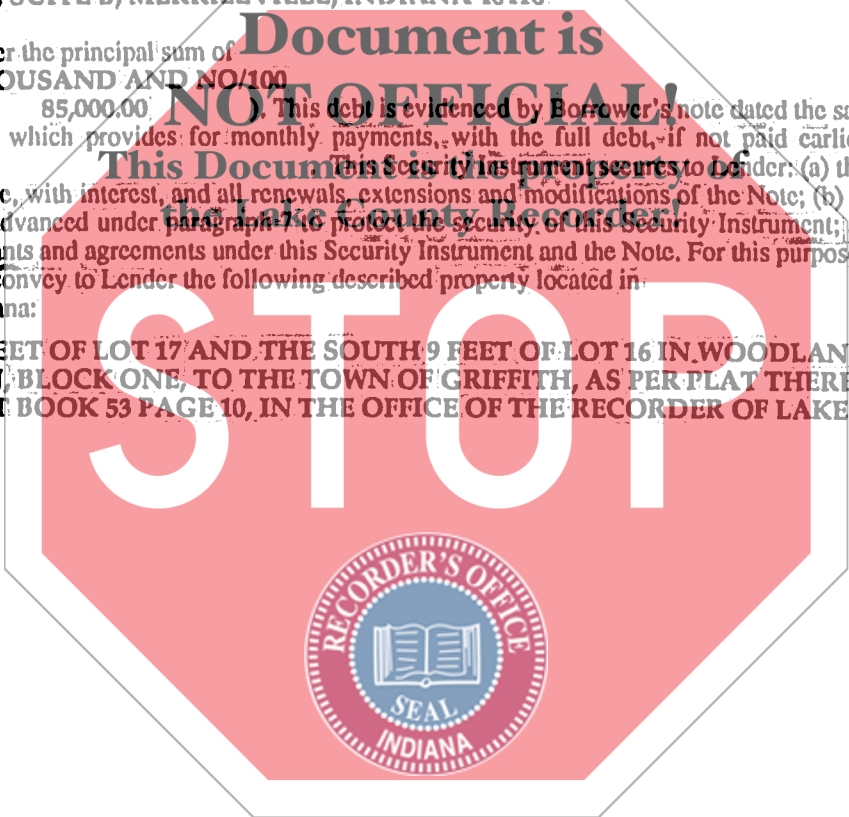 SUITE B, MERRILLVILLE, INDIANA
Document is
er the principal sum of
OUSAND AND NO/100
NOT OFFICIAL!
85,000.00 ). This debt is evidenced by Borrower's note dated the sa
which provides for monthly payments, with the full debt, if not paid earlie
This Document is the property of
This Security Instrument secures to Lender: (a) th
e, with interest, and all renewals, extensions and modifications of the Note; (b)
the Lake County Recorder!
dvanced under paragraph 7 to protect the security of this Security Instrument;
nts and agreements under this Security Instrument and the Note. For this purpose
onvey to Lender the following described property located in
na:
EET OF LOT 17 AND THE SOUTH 9 FEET OF LOT 16 IN WOODLAN
, BLOCK ONE, TO THE TOWN OF GRIFFITH, AS PER PLAT THERE
T BOOK 53 PAGE 10, IN THE OFFICE OF THE RECORDER OF LAKE
STOP
RECORDER'S OFFICE
SEAL
INDIANA